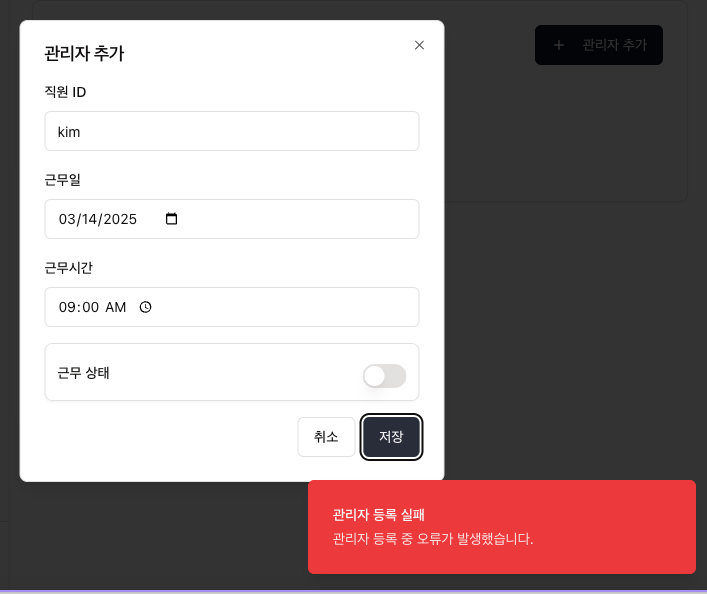 관리자 추가
+ 관리자 추가
직원 ID
kim
근무일
03/14/2025
근무시간
09:00 AM
근무 상태
취소
저장
관리자 등록 실패
관리자 등록 중 오류가 발생했습니다.